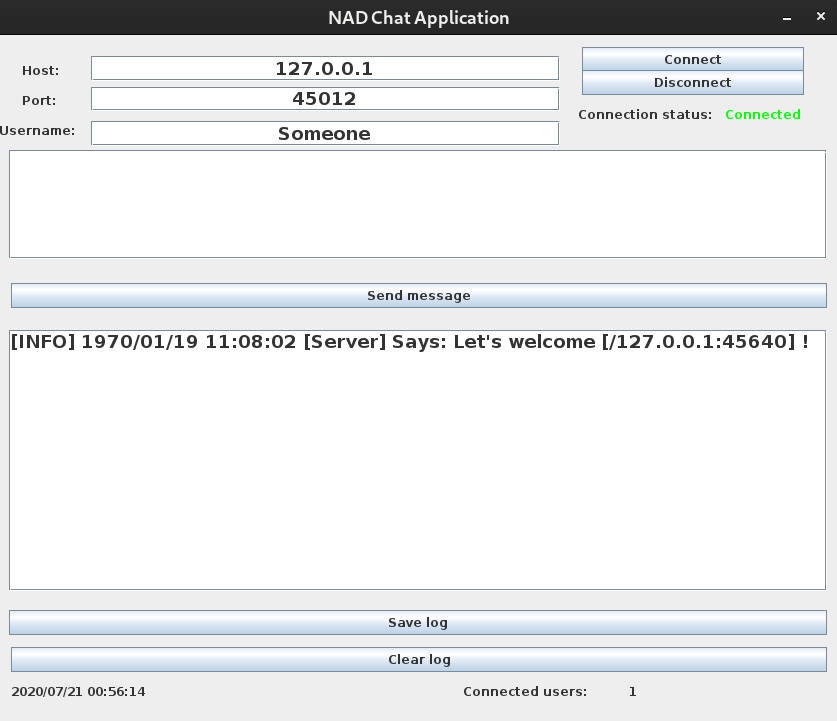 NAD Chat Application
Host:
127.0.0.1
Connect
Disconnect
Port:
45012
Connection status: Connected
Username:
Someone
Send message
[INFO] 1970/01/19 11:08:02 [Server] Says: Let's welcome [/127.0.0.1:45640] !
Save log
Clear log
2020/07/21 00:56:14
Connected users: 1